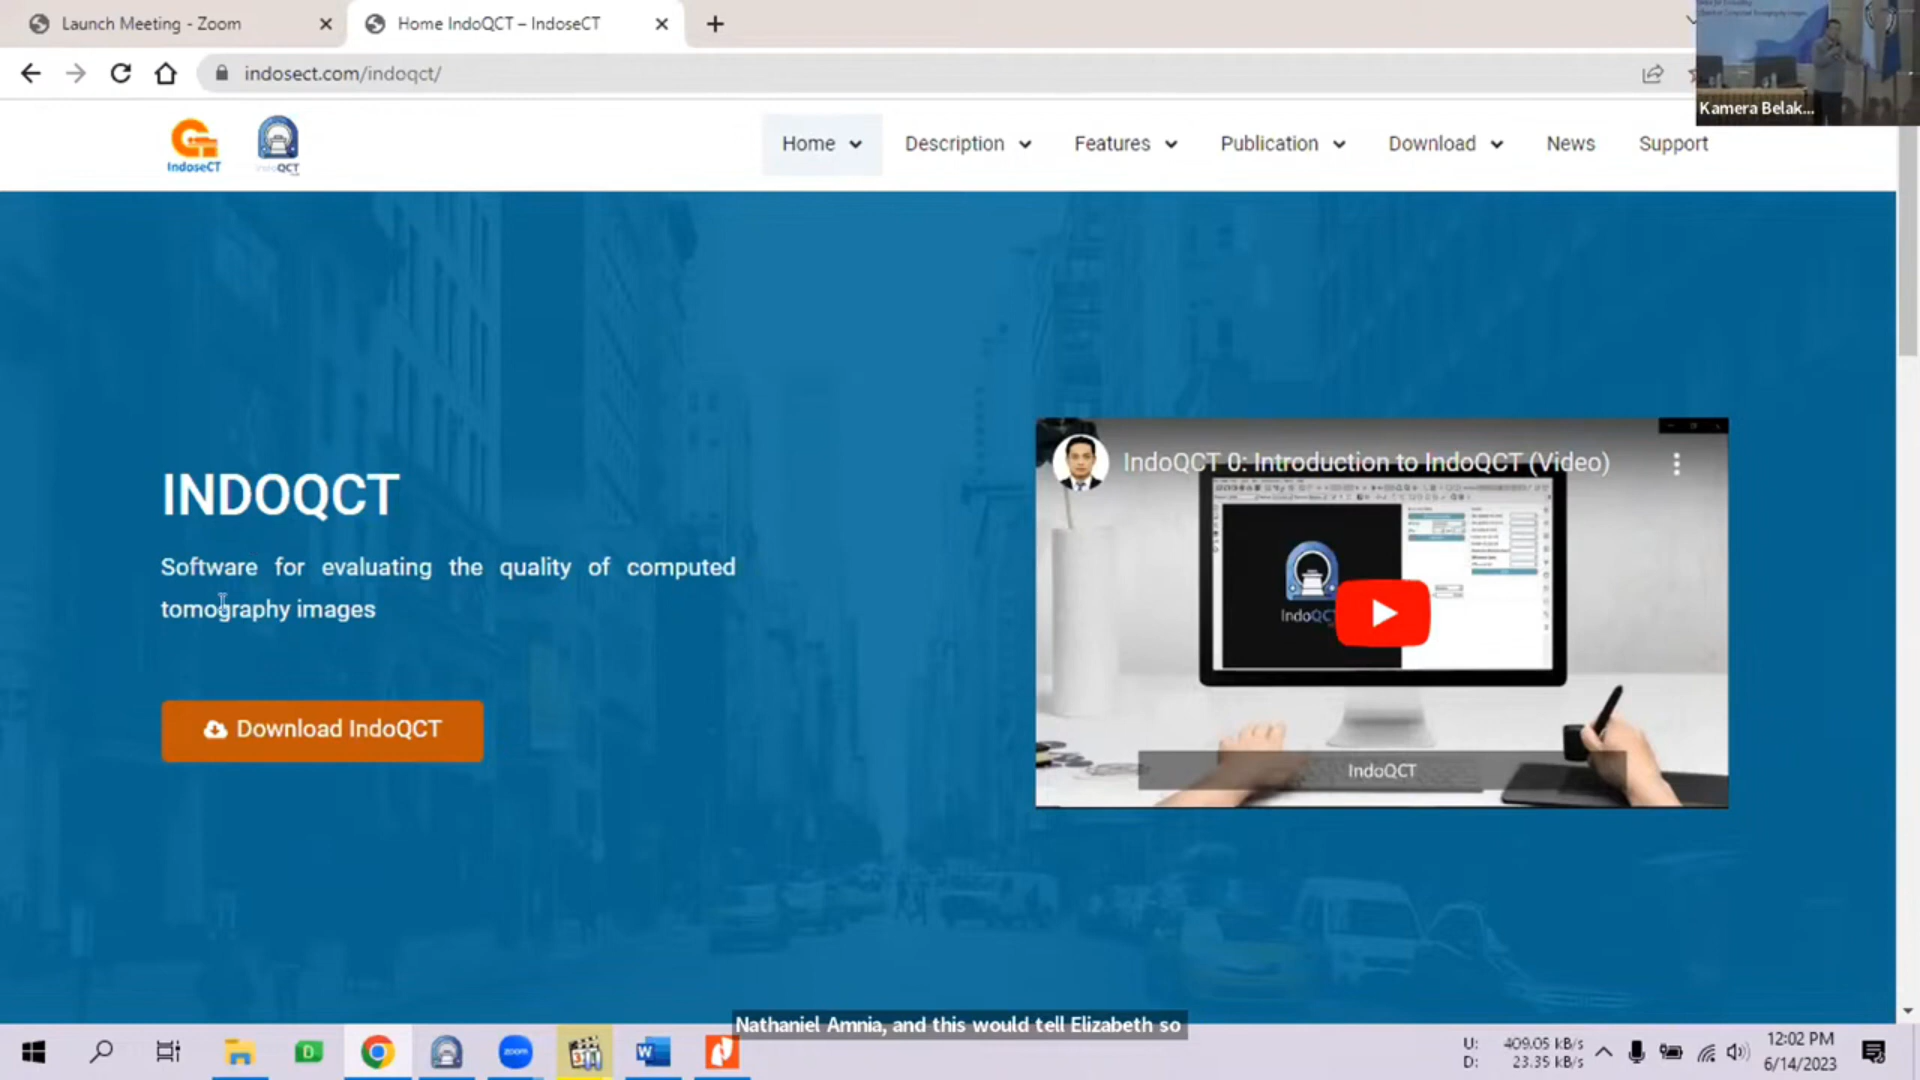 Launch Meeting - Zoom
Home IndoQCT – IndoseCT
indosect.com/indoqct/
Kamera Belak...
IndoseCT
QCT
Home
Description
Features
Publication
Download
News
Support
INDOQCT
Software for evaluating the quality of computed
tomography images
Download IndoQCT
IndoQCT 0: Introduction to IndoQCT (Video)
IndoQCT
IndoQCT
Nathaniel Amnia, and this would tell Elizabeth so
D
zoom
W
U: 409.05 kB/s
D: 23.35 kB/s
12:02 PM
6/14/2023